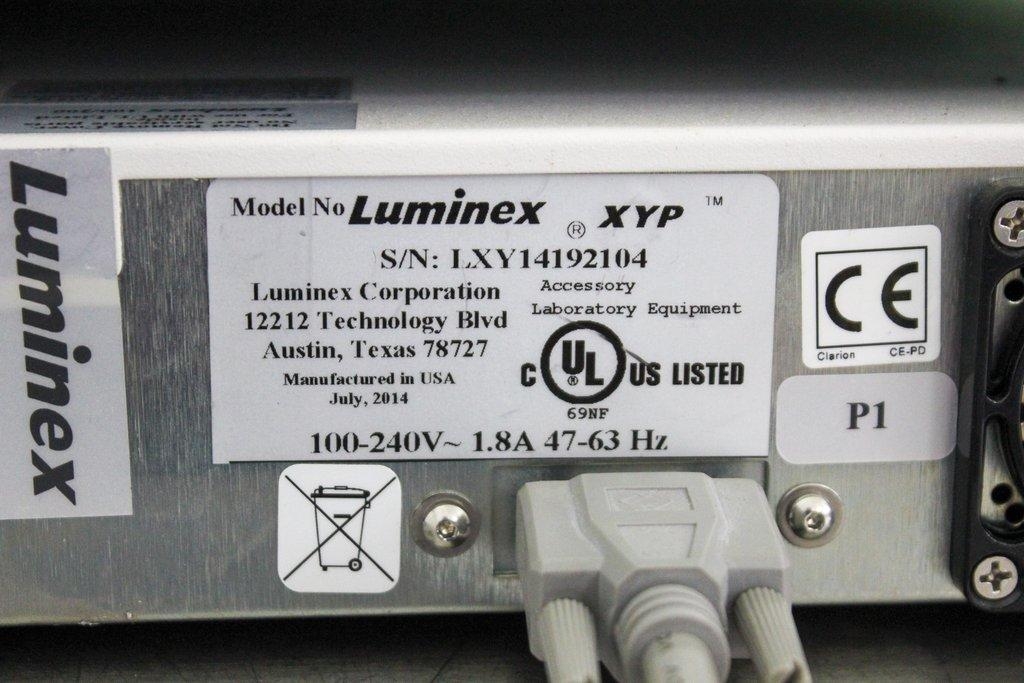 Luminex
Model No Luminex ® XYP ™
S/N: LXY14192104
Luminex Corporation
12212 Technology Blvd
Austin, Texas 78727
Manufactured in USA
July, 2014
Accessory
Laboratory Equipment
C UL ® US LISTED
69NF
100-240V~ 1.8A 47-63 Hz
CE
Clarion CE-PD
P1